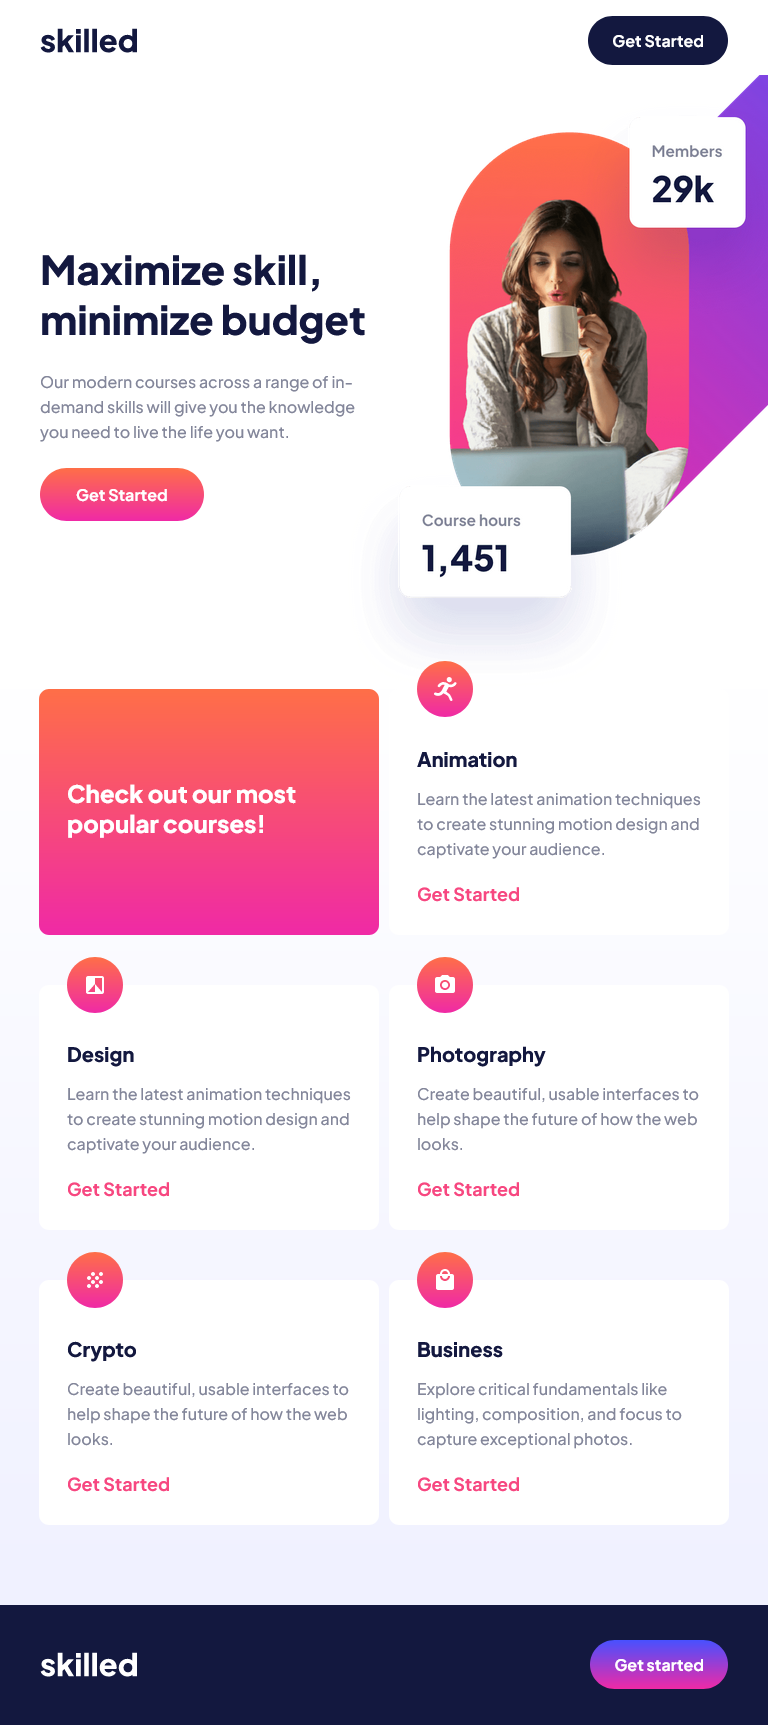 skilled
Get Started
Members
29k
Maximize skill,
minimize budget
Our modern courses across a range of in-
demand skills will give you the knowledge
you need to live the life you want.
Get Started
Course hours
1,451
Check out our most
popular courses!
Animation
Learn the latest animation techniques
to create stunning motion design and
captivate your audience.
Get Started
Design
Learn the latest animation techniques
to create stunning motion design and
captivate your audience.
Get Started
Photography
Create beautiful, usable interfaces to
help shape the future of how the web
looks.
Get Started
Crypto
Create beautiful, usable interfaces to
help shape the future of how the web
looks.
Get Started
Business
Explore critical fundamentals like
lighting, composition, and focus to
capture exceptional photos.
Get Started
skilled
Get started